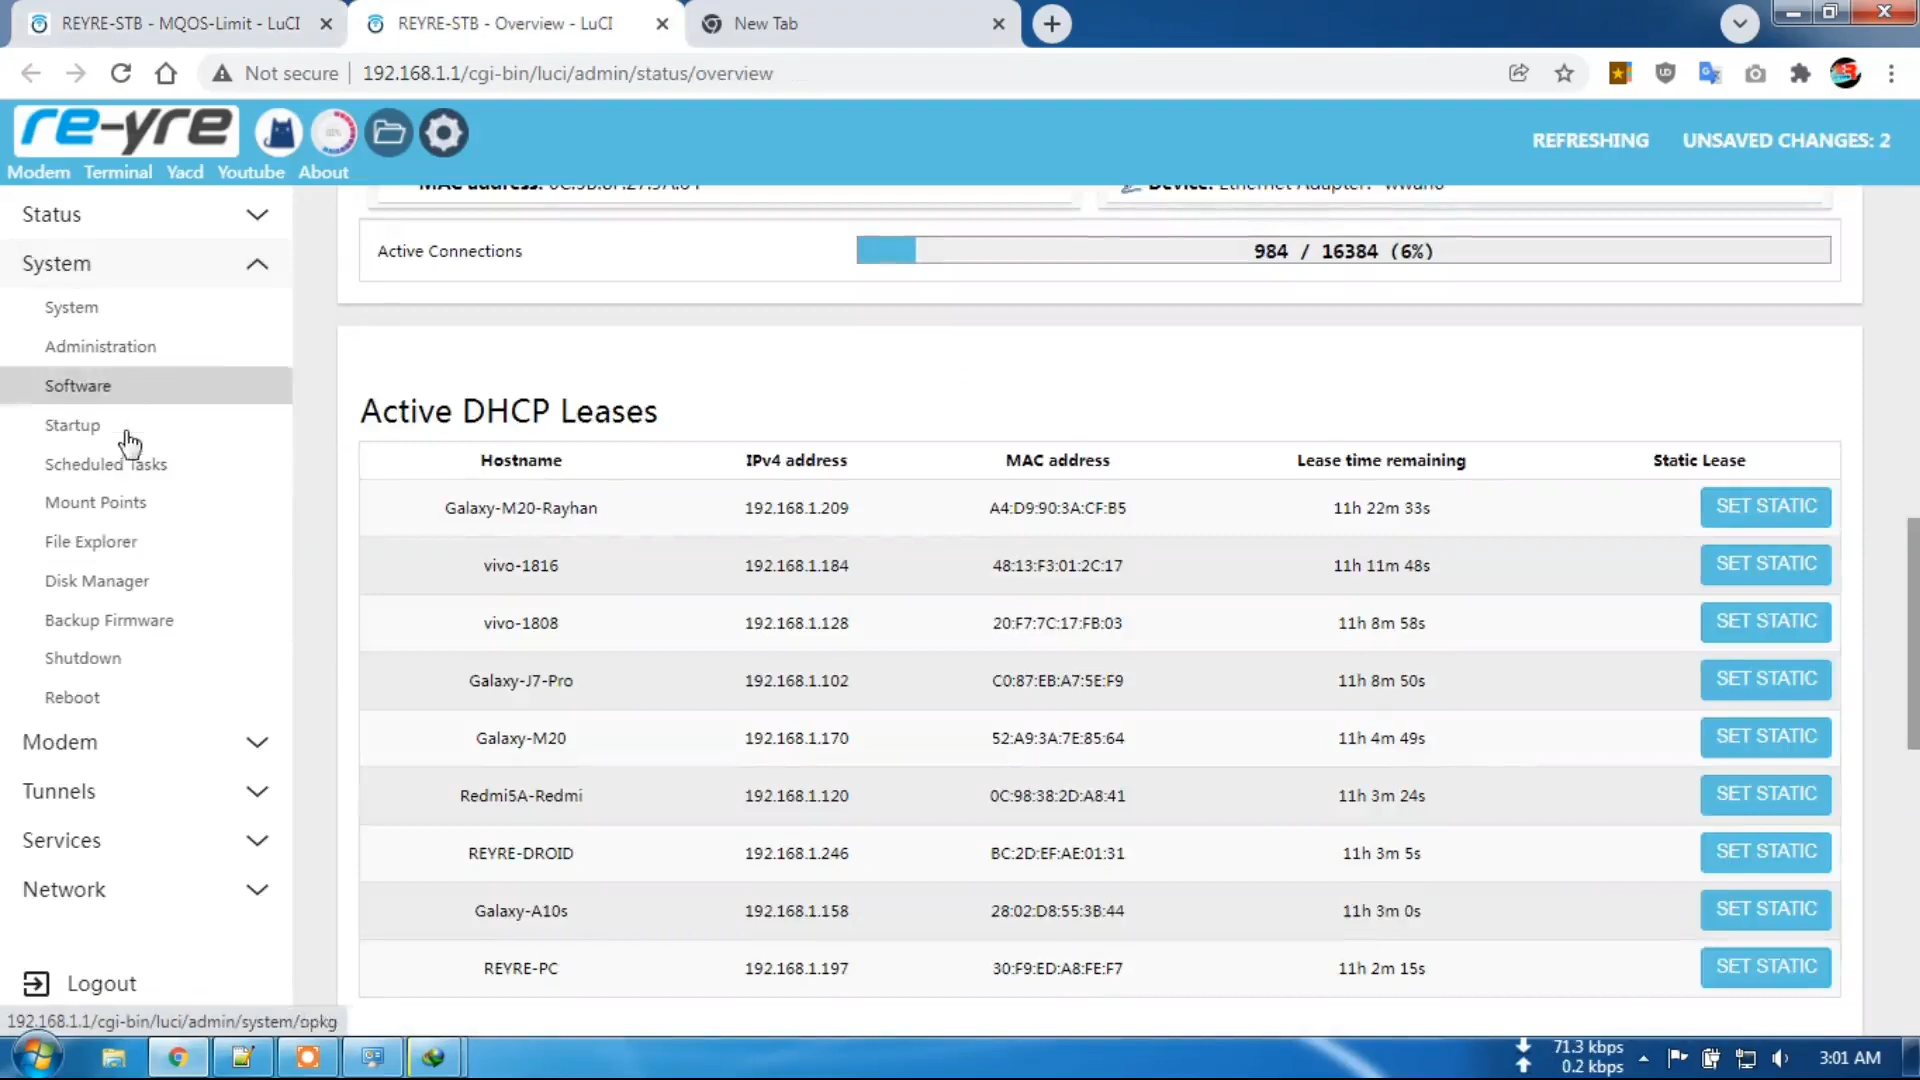 REYRE-STB - MQOS-Limit - LuCI
REYRE-STB - Overview - LuCI
New Tab
Not secure
192.168.1.1/cgi-bin/luci/admin/status/overview
re-yre
REFRESHING
UNSAVED CHANGES: 2
Modem Terminal Yacd Youtube About
Status
System
System
Administration
Software
Startup
Scheduled Tasks
Mount Points
File Explorer
Disk Manager
Backup Firmware
Shutdown
Reboot
Modem
Tunnels
Services
Network
Logout
192.168.1.1/cgi-bin/luci/admin/system/opkg
Active Connections
984 / 16384 (6%)
Active DHCP Leases
Hostname IPv4 address MAC address Lease time remaining Static Lease
Galaxy-M20-Rayhan 192.168.1.209 A4:D9:90:3A:CF:B5 11h 22m 33s SET STATIC
vivo-1816 192.168.1.184 48:13:F3:01:2C:17 11h 11m 48s SET STATIC
vivo-1808 192.168.1.128 20:F7:7C:17:FB:03 11h 8m 58s SET STATIC
Galaxy-J7-Pro 192.168.1.102 C0:87:EB:A7:5E:F9 11h 8m 50s SET STATIC
Galaxy-M20 192.168.1.170 52:A9:3A:7E:85:64 11h 4m 49s SET STATIC
Redmi5A-Redmi 192.168.1.120 0C:98:38:2D:A8:41 11h 3m 24s SET STATIC
REYRE-DROID 192.168.1.246 BC:2D:EF:AE:01:31 11h 3m 5s SET STATIC
Galaxy-A10s 192.168.1.158 28:02:D8:55:3B:44 11h 3m 0s SET STATIC
REYRE-PC 192.168.1.197 30:F9:ED:A8:FE:F7 11h 2m 15s SET STATIC
71.3 kbps
0.2 kbps
3:01 AM